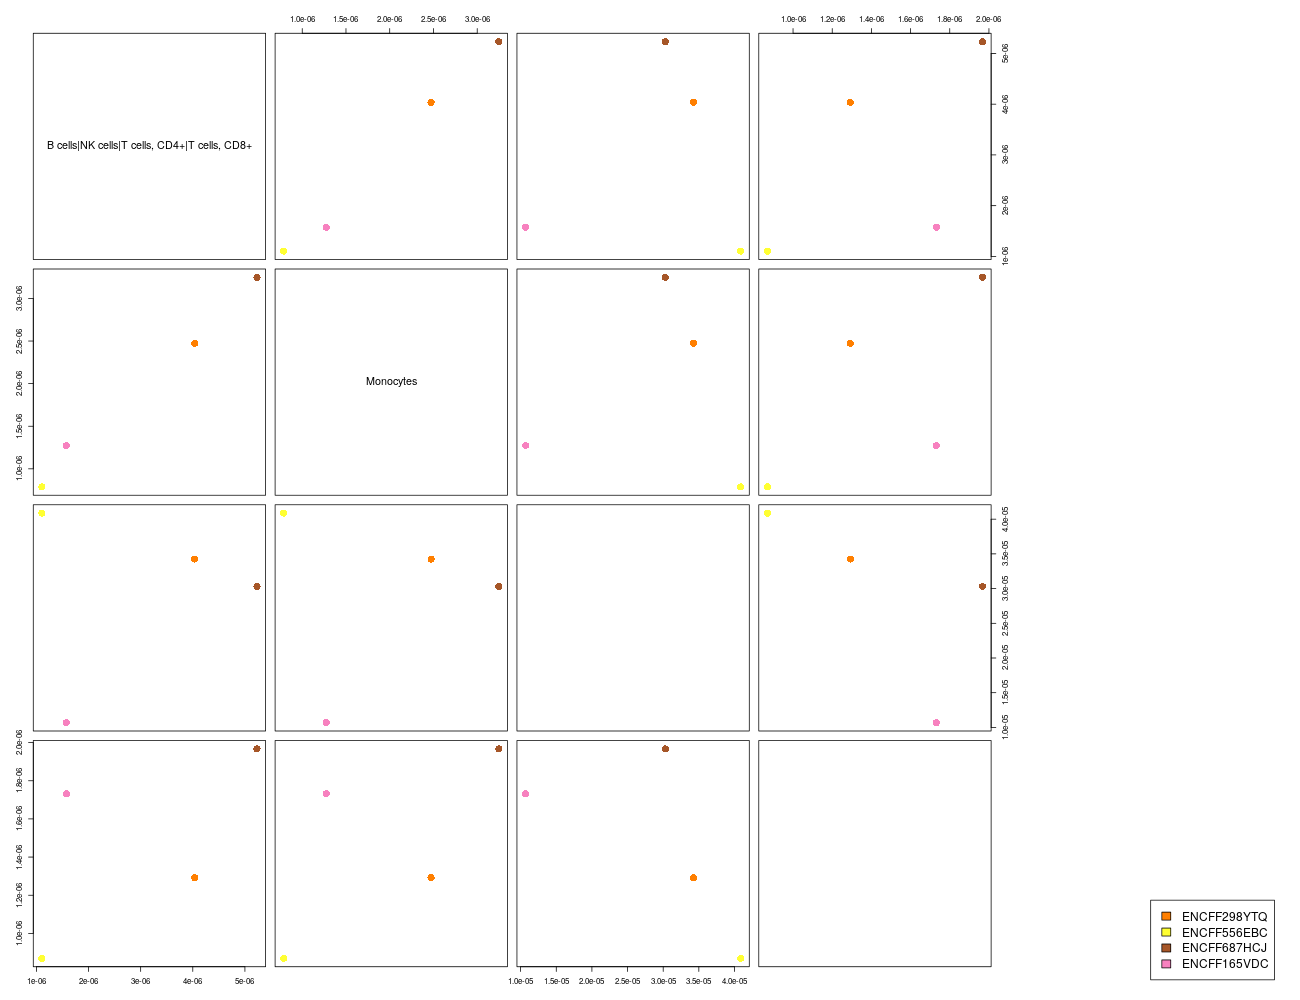 1.0e-06 1.5e-06 2.0e-06 2.5e-06 3.0e-06
1.0e-06 1.2e-06 1.4e-06 1.6e-06 1.8e-06 2.0e-06
B cells|NK cells|T cells, CD4+|T cells, CD8+
1e-06 2e-06 3e-06 4e-06 5e-06
1.0e-06 1.5e-06 2.0e-06 2.5e-06 3.0e-06
Monocytes
1.0e-05 1.5e-05 2.0e-05 2.5e-05 3.0e-05 3.5e-05 4.0e-05
1.0e-06 1.2e-06 1.4e-06 1.6e-06 1.8e-06 2.0e-06
1e-06 2e-06 3e-06 4e-06 5e-06
1.0e-05 1.5e-05 2.0e-05 2.5e-05 3.0e-05 3.5e-05 4.0e-05
ENCFF298YTQ
ENCFF556EBC
ENCFF687HCJ
ENCFF165VDC